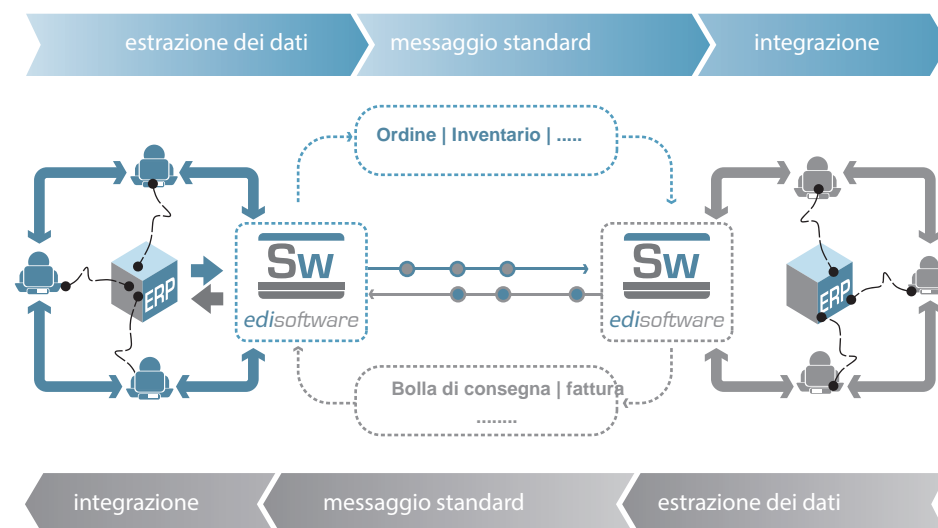 estrazione dei dati
messaggio standard
integrazione
Ordine | Inventario | .....
Sw
edisoftware
Sw
edisoftware
ERP
ERP
Bolla di consegna | fattura
........
integrazione
messaggio standard
estrazione dei dati